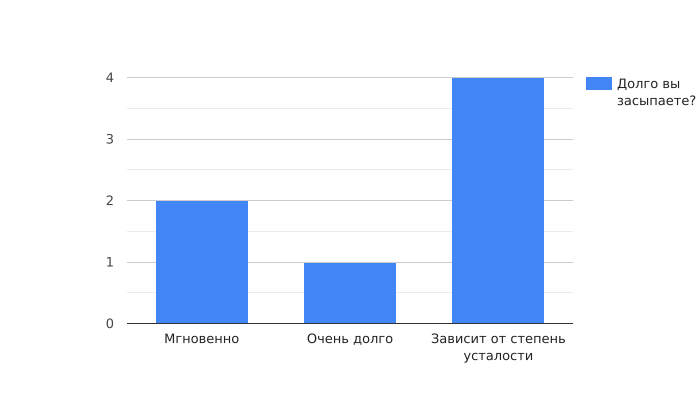 4
3
2
1
0
Мгновенно
Очень долго
Зависит от степень
усталости
Долго вы
засыпаете?